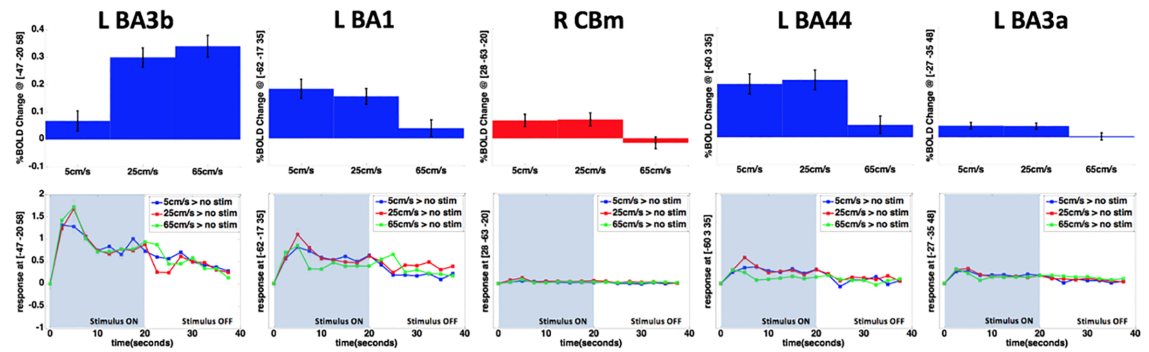 L BA3b
L BA1
R CBm
L BA44
L BA3a
%BOLD Change @ [-47 -20 58]
0.4
0.3
0.2
0.1
0
-0.1
5cm/s 25cm/s 65cm/s
%BOLD Change @ [-62 -17 35]
5cm/s 25cm/s 65cm/s
%BOLD Change @ [28 -63 -20]
5cm/s 25cm/s 65cm/s
%BOLD Change @ [-60 3 35]
5cm/s 25cm/s 65cm/s
%BOLD Change @ [-27 -35 48]
5cm/s 25cm/s 65cm/s
response at [-47 -20 58]
2
1.5
1
0.5
0
-0.5
-1
5cm/s > no stim
25cm/s > no stim
65cm/s > no stim
Stimulus ON Stimulus OFF
0 10 20 30 40
time(seconds)
response at [-62 -17 35]
5cm/s > no stim
25cm/s > no stim
65cm/s > no stim
Stimulus ON Stimulus OFF
0 10 20 30 40
time(seconds)
response at [28 -63 -20]
5cm/s > no stim
25cm/s > no stim
65cm/s > no stim
Stimulus ON Stimulus OFF
0 10 20 30 40
time(seconds)
response at [-60 3 35]
5cm/s > no stim
25cm/s > no stim
65cm/s > no stim
Stimulus ON Stimulus OFF
0 10 20 30 40
time(seconds)
response at [-27 -35 48]
5cm/s > no stim
25cm/s > no stim
65cm/s > no stim
Stimulus ON Stimulus OFF
0 10 20 30 40
time(seconds)